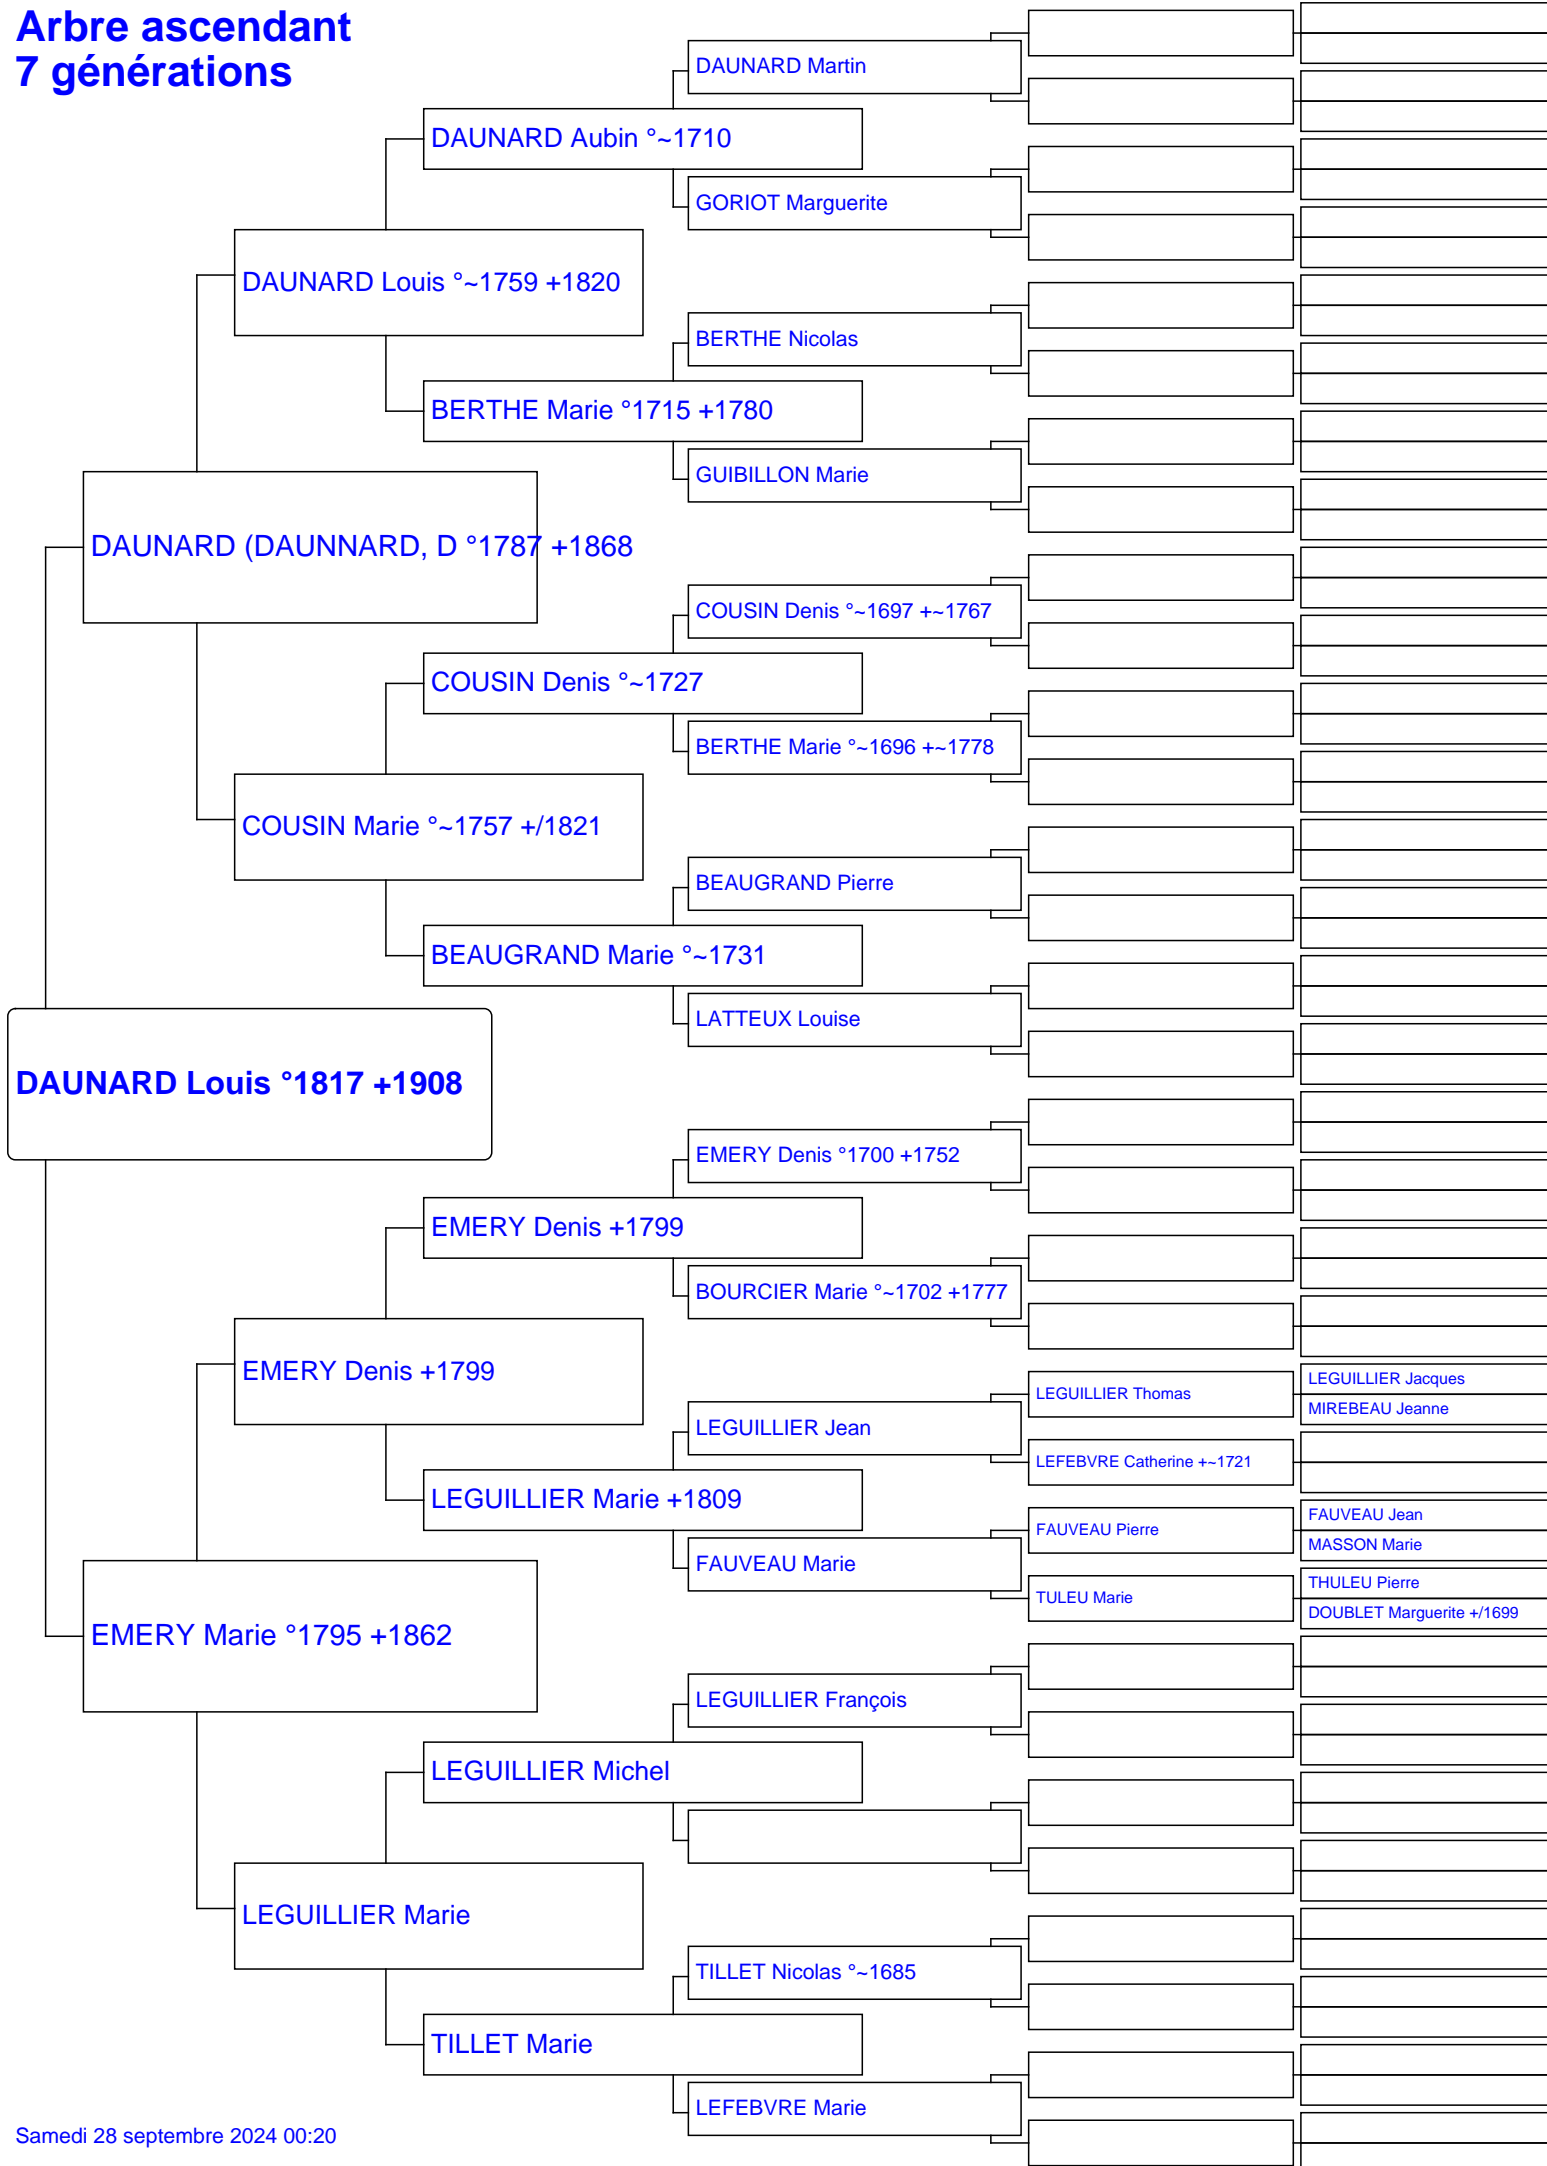 Arbre ascendant
7 générations
DAUNARD Martin
DAUNARD Aubin °~1710
GORIOT Marguerite
DAUNARD Louis °~1759 +1820
BERTHE Nicolas
BERTHE Marie °1715 +1780
GUIBILLON Marie
DAUNARD (DAUNNARD, D °1787 +1868
COUSIN Denis °~1697 +~1767
COUSIN Denis °~1727
BERTHE Marie °~1696 +~1778
COUSIN Marie °~1757 +/1821
BEAUGRAND Pierre
BEAUGRAND Marie °~1731
LATTEUX Louise
DAUNARD Louis °1817 +1908
EMERY Denis °1700 +1752
EMERY Denis +1799
BOURCIER Marie °~1702 +1777
EMERY Denis +1799
LEGUILLIER Jacques
LEGUILLIER Thomas
MIREBEAU Jeanne
LEGUILLIER Jean
LEFEBVRE Catherine +~1721
LEGUILLIER Marie +1809
FAUVEAU Jean
FAUVEAU Pierre
MASSON Marie
FAUVEAU Marie
THULEU Pierre
TULEU Marie
DOUBLET Marguerite +/1699
EMERY Marie °1795 +1862
LEGUILLIER François
LEGUILLIER Michel
LEGUILLIER Marie
TILLET Nicolas °~1685
TILLET Marie
LEFEBVRE Marie
Samedi 28 septembre 2024 00:20